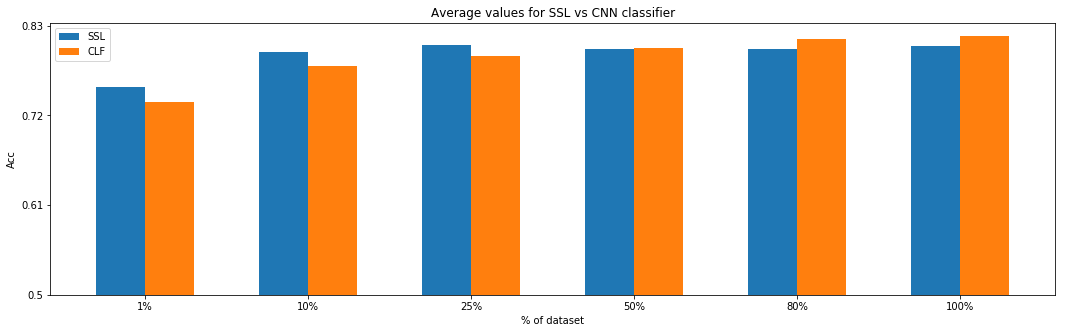 Average values for SSL vs CNN classifier
0.83
SSL
CLF
0.72
Acc
0.61
0.5
1% 10% 25% 50% 80% 100%
% of dataset